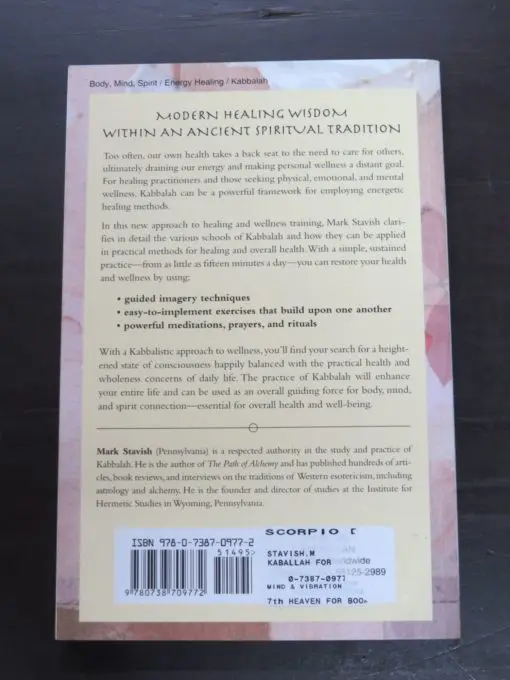 Body, Mind, Spirit / Energy Healing / Kabbalah
MODERN HEALING WISDOM
WITHIN AN ANCIENT SPIRITUAL TRADITION
Too often, our own health takes a back seat to the need to care for others,
ultimately draining our energy and making personal wellness a distant goal.
For healing practitioners and those seeking physical, emotional, and mental
wellness, Kabbalah can be a powerful framework for employing energetic
healing methods.
In this new approach to healing and wellness training, Mark Stavish clari-
fies in detail the various schools of Kabbalah and how they can be applied
in practical methods for healing and overall health. With a simple, sustained
practice—from as little as fifteen minutes a day—you can restore your health
and wellness by using:
• guided imagery techniques
• easy-to-implement exercises that build upon one another
• powerful meditations, prayers, and rituals
With a Kabbalistic approach to wellness, you'll find your search for a height-
ened state of consciousness happily balanced with the practical health and
wholeness concerns of daily life. The practice of Kabbalah will enhance
your entire life and can be used as an overall guiding force for body, mind,
and spirit connection—essential for overall health and well-being.
Mark Stavish (Pennsylvania) is a respected authority in the study and practice of
Kabbalah. He is the author of The Path of Alchemy and has published hundreds of arti-
cles, book reviews, and interviews on the traditions of Western esotericism, including
astrology and alchemy. He is the founder and director of studies at the Institute for
Hermetic Studies in Wyoming, Pennsylvania.
ISBN 978-0-7387-0977-2
51495>
9 780738 709772
SCORPIO
STAVISH.M
KABALLAH FOR
-2989
0-7387-0977
MIND & VIBRATION
7th HEAVEN FOR